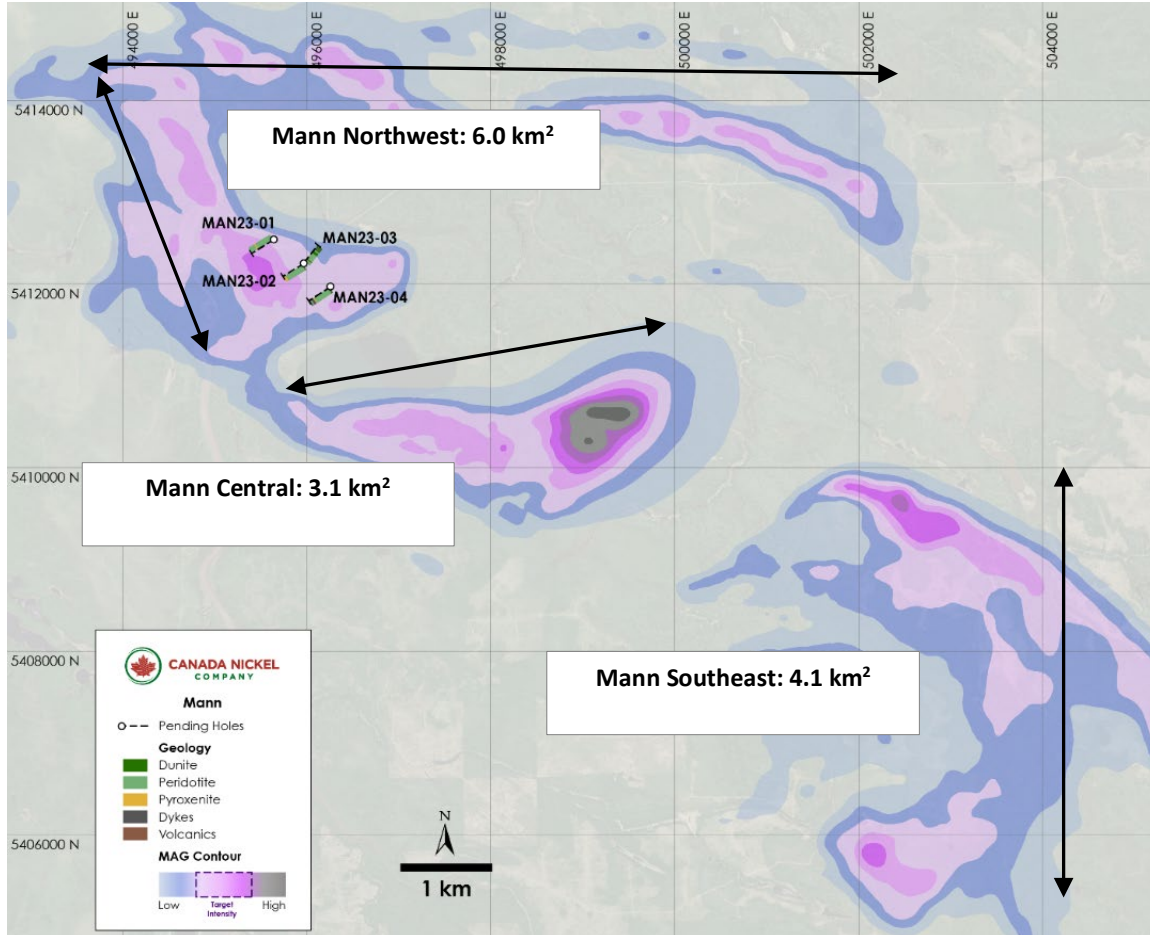 494000 E
496000 E
498000 E
500000 E
502000 E
504000 E
5414000 N
Mann Northwest: 6.0 km²
MAN23-01
MAN23-03
MAN23-02
5412000 N
MAN23-04
5410000 N
Mann Central: 3.1 km²
5408000 N
Mann Southeast: 4.1 km²
CANADA NICKEL
COMPANY
Mann
Pending Holes
Geology
Dunite
Peridotite
Pyroxenite
Dykes
Volcanics
MAG Contour
Low
Target
Intensity
High
5406000 N
N
1 km